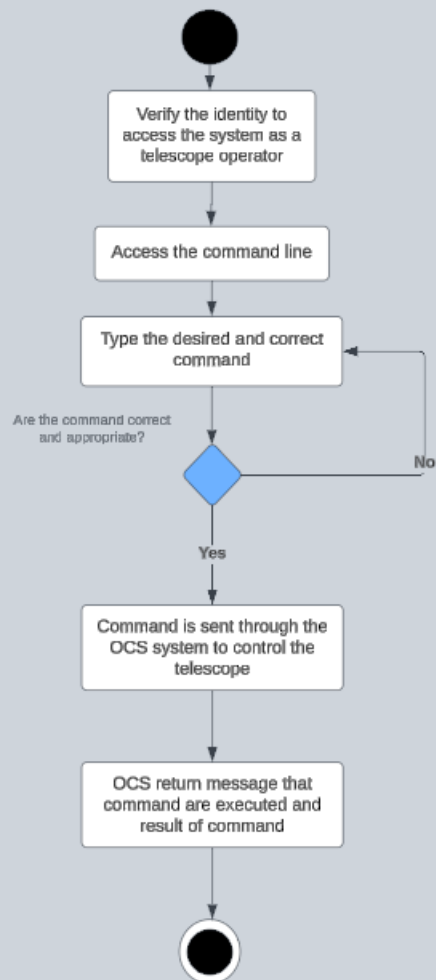 Verify the identity to
access the system as a
telescope operator
Access the command line
Type the desired and correct
command
Are the command correct
and appropriate?
No
Yes
Command is sent through the
OCS system to control the
telescope
OCS return message that
command are executed and
result of command